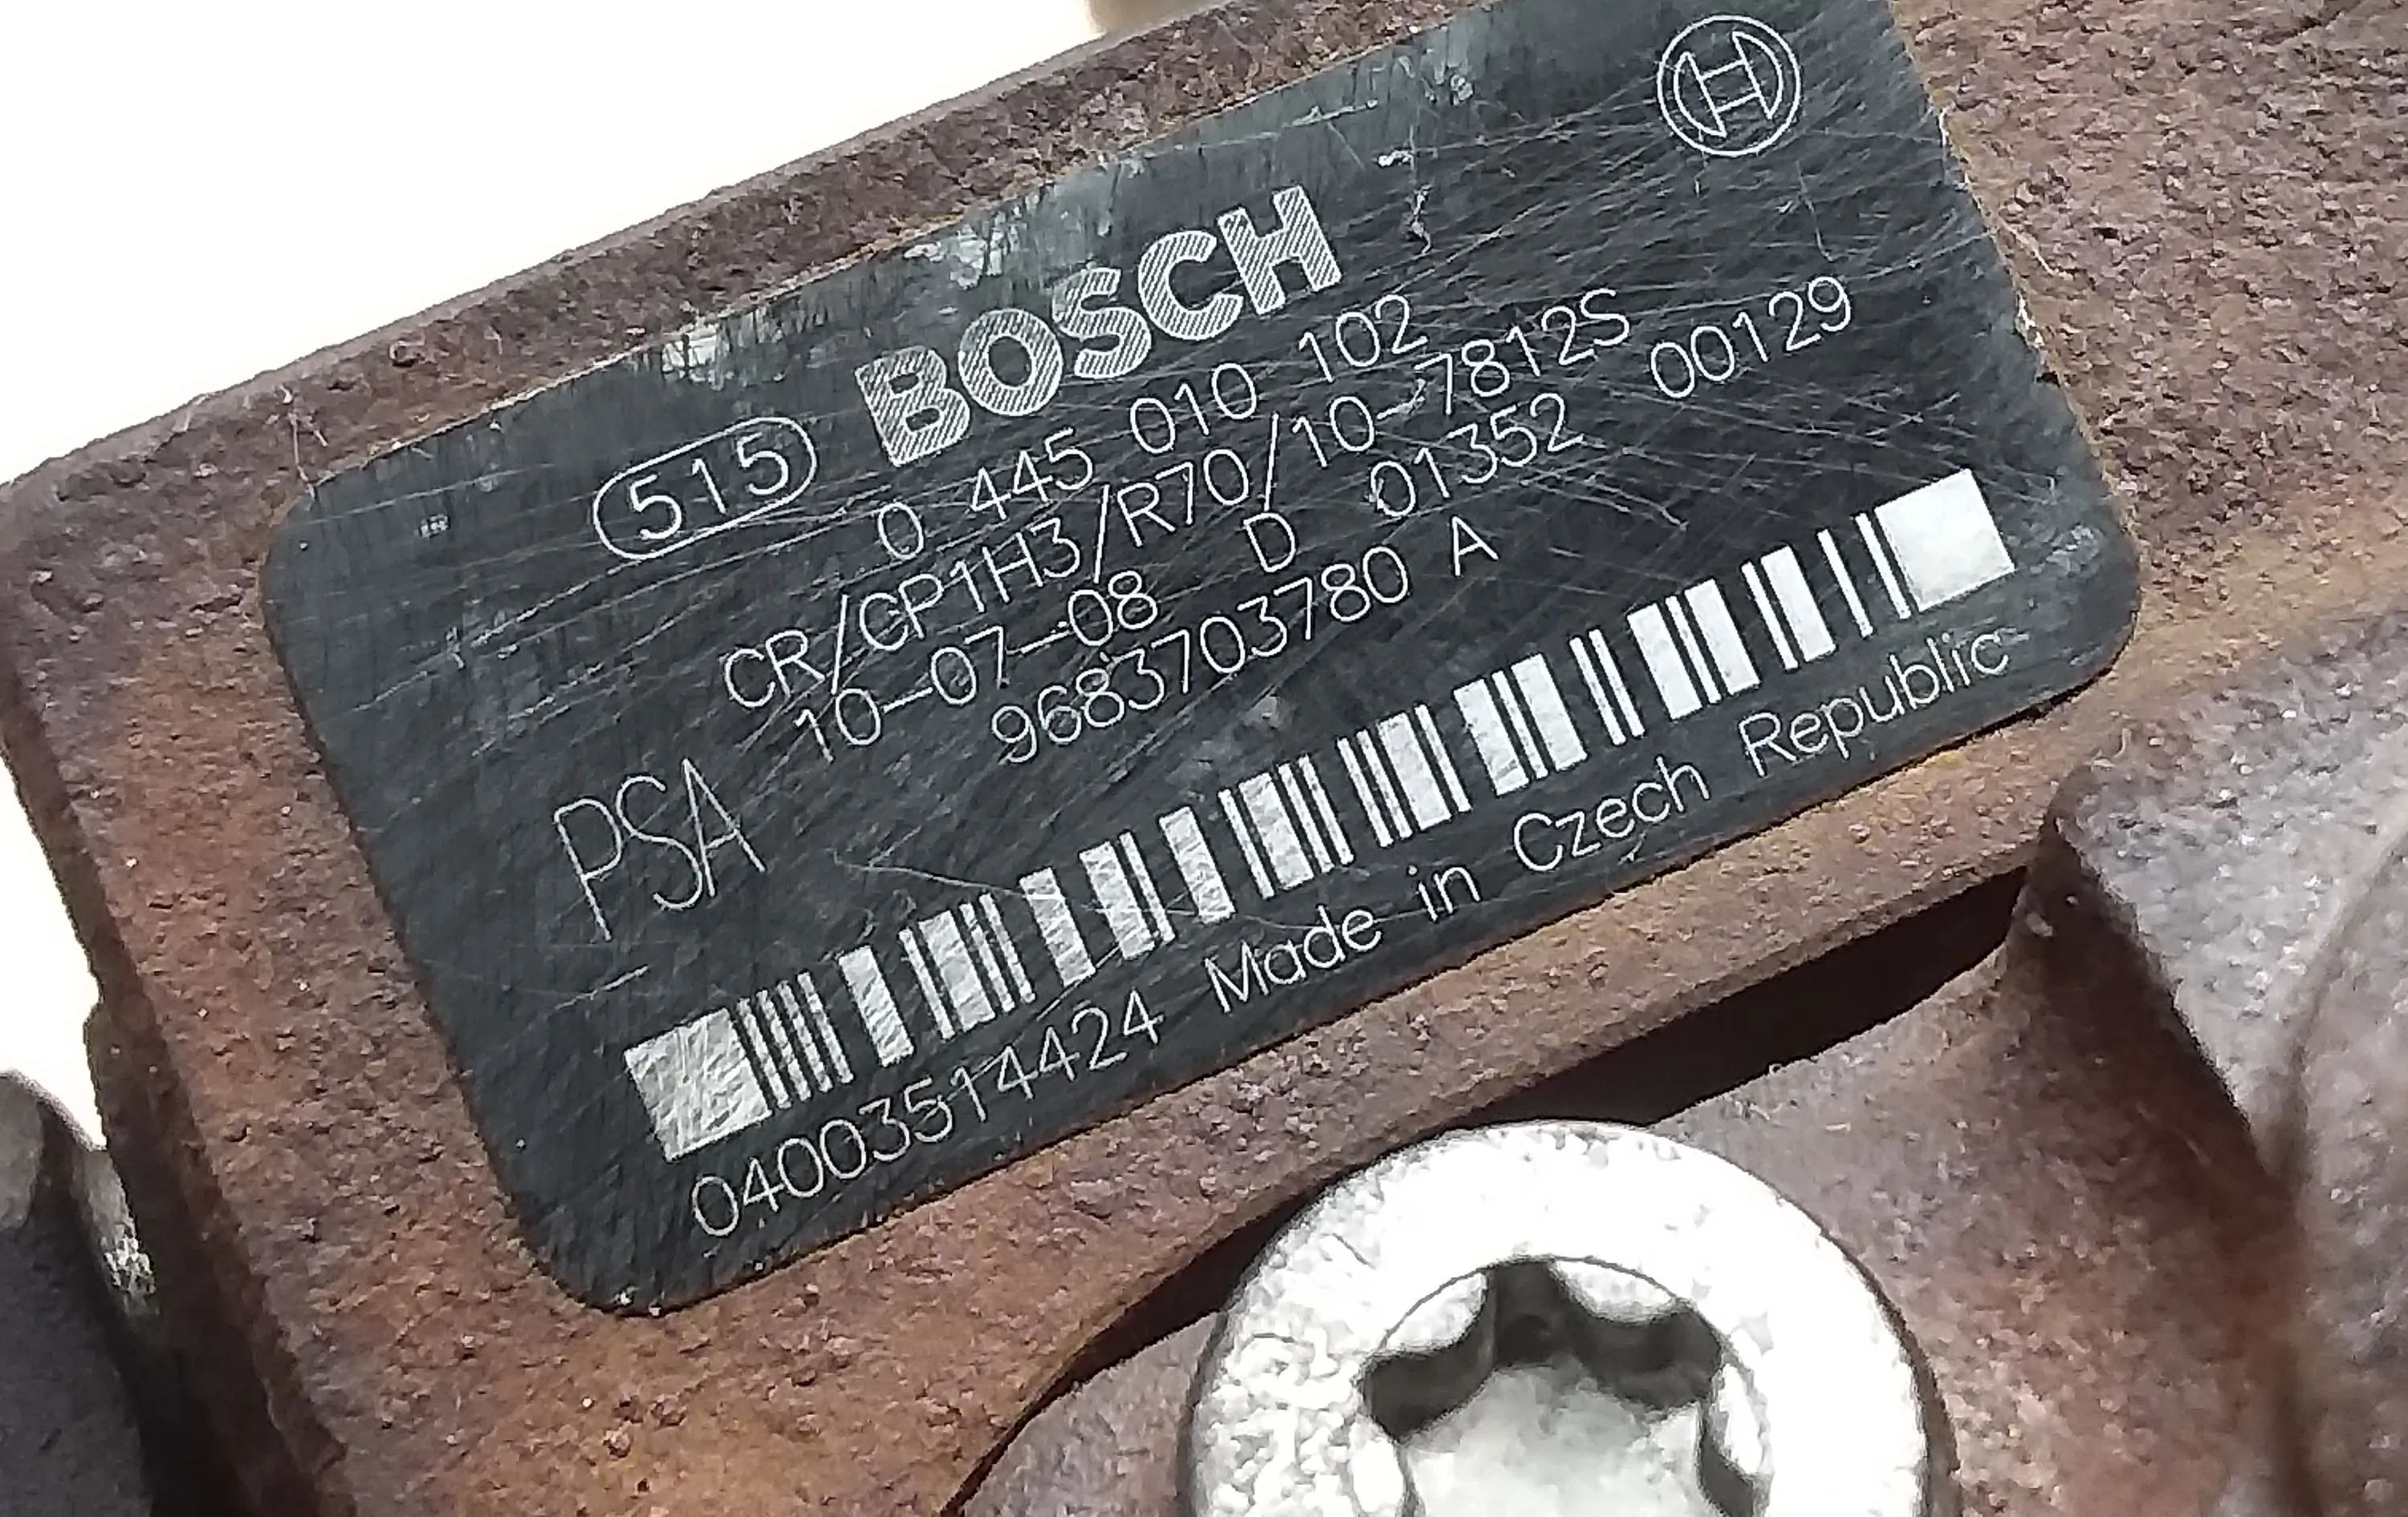 515 BOSCH
0 445 010 102
CR/CP1H3/R70/10-7812S
10-07-08 D 01352 00129
9683703780 A
PSA
04003514424 Made in Czech Republic